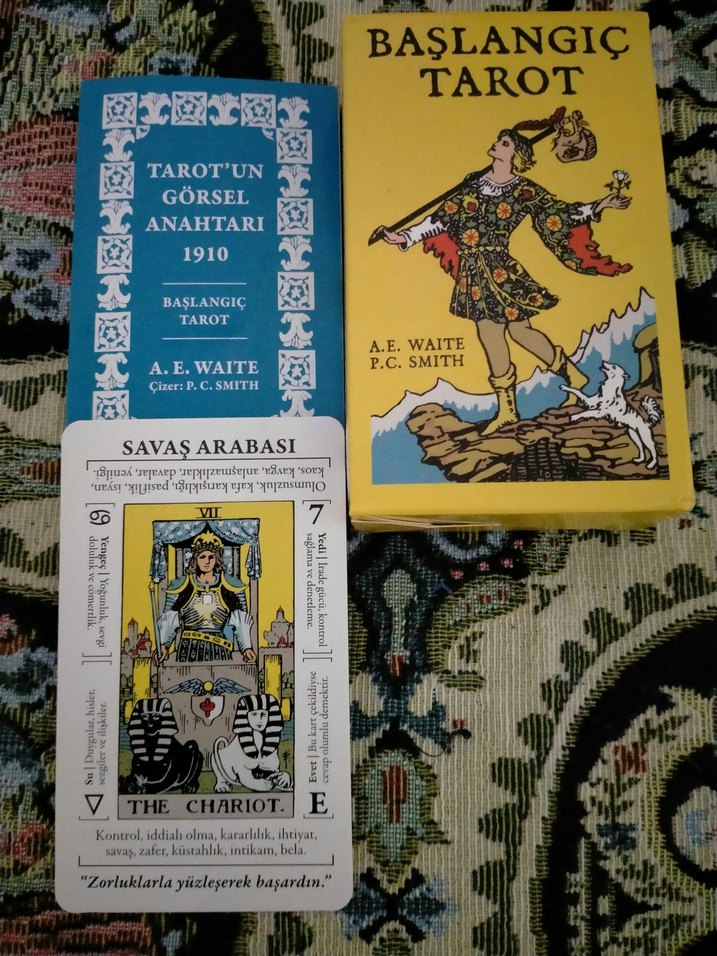 BAŞLANGIÇ
TAROT
A.E. WAITE
P.C. SMITH
TAROT'UN
GÖRSEL
ANAHTARI
1910
BAŞLANGIÇ
TAROT
A. E. WAITE
Çizer: P. C. SMITH
SAVAŞ ARABASI
Olumsuzluk, kafa karışıklığı, pasiflik, isyan,
kaos, kavga, anlaşmazlıklar, davalar, yenilgi.
♋
Yengeç | Yoğunluk, sevgi
doluluk ve cömertlik.
VII
7
Yedi | İrade gücü, kontrol
sağlama ve denetleme.
Su | Duygular, hisler,
sezgiler ve ilişkiler.
Evet | Bu kart çekildiyse
cevap olumlu demektir.
E
THE CHARIOT.
Kontrol, iddialı olma, kararlılık, ihtiyat,
savaş, zafer, küstahlık, intikam, bela.
“Zorluklarla yüzleşerek başardın.”